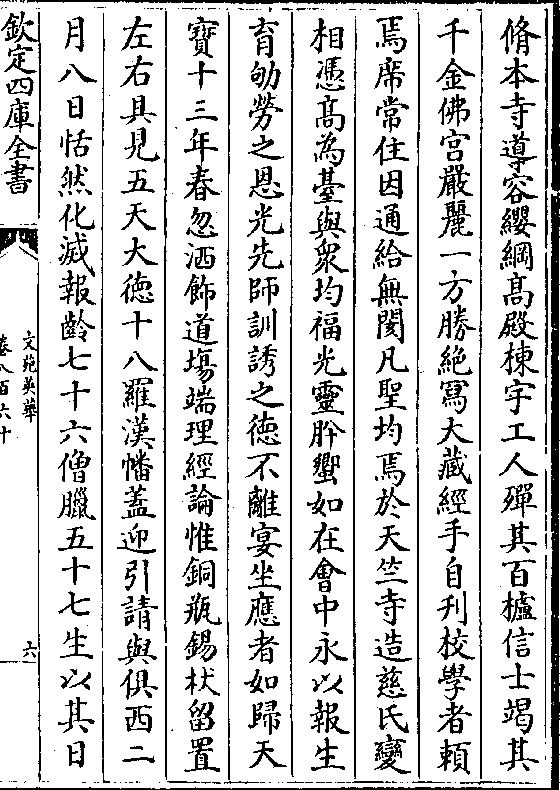 脩本寺導容纓綱髙殿棟宇工人殫其百櫨信士竭其
千金佛宫嚴麗一方勝絶寫大藏經手自刋校學者頼
焉席常住因通給無閡凡聖均焉於天竺寺造慈氏變
相憑髙為䑓與衆均福光靈肸蠁如在㑹中永以報生
育劬勞之恩光先師訓誘之徳不離宴坐應者如歸天
寳十三年春忽洒飾道塲端理經論惟銅瓶錫杖留置
左右具見五天大徳十八羅漢幡蓋迎引請與俱西二
月八日恬然化滅報齡七十六僧臘五十七生以其日
欽定四庫全書
文苑英華
卷八百六十
六